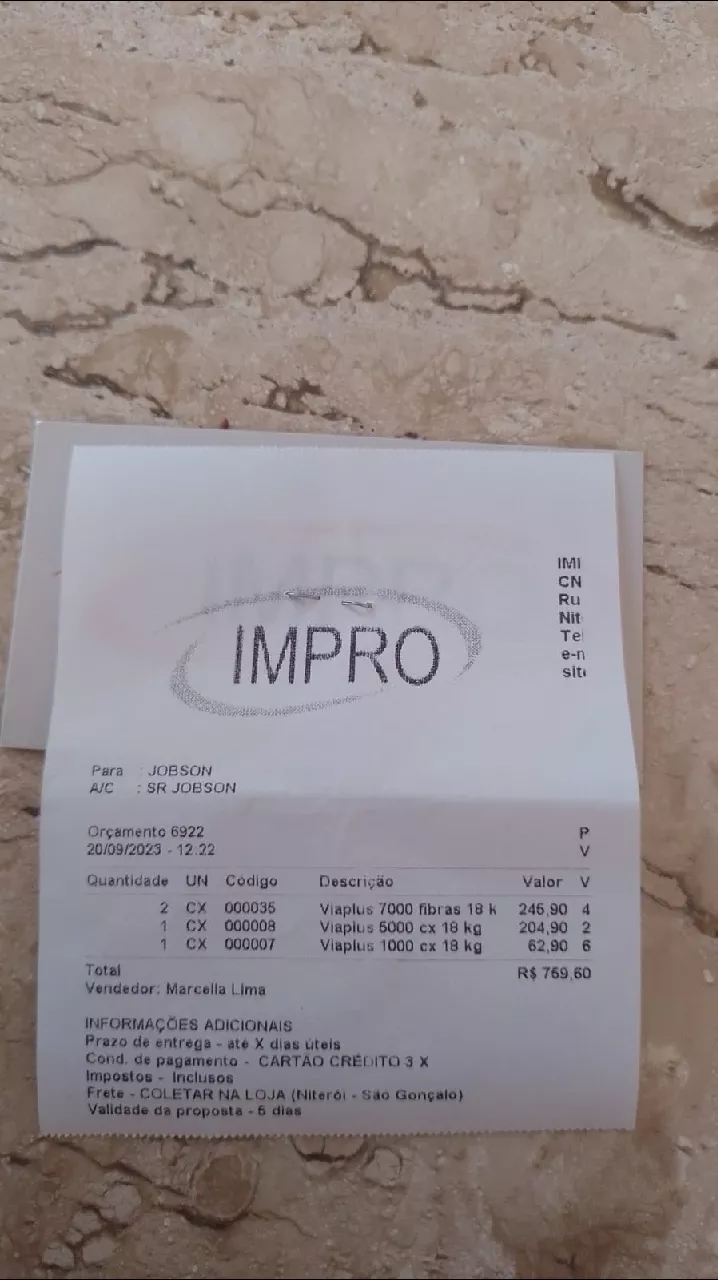 IMPRO
IMI
CN
Ru
Nit
Te
e-n
sit
Para : JOBSON
A/C : SR JOBSON
Orçamento 6922 P
20/09/2023 - 12:22 V
Quantidade UN Código Descrição Valor V
2 CX 000035 Viaplus 7000 fibras 18 k 245,90 4
1 CX 000008 Viaplus 5000 cx 18 kg 204,90 2
1 CX 000007 Viaplus 1000 cx 18 kg 62,90 6
Total R$ 759,60
Vendedor: Marcella Lima
INFORMAÇÕES ADICIONAIS
Prazo de entrega - até X dias úteis
Cond. de pagamento - CARTÃO CRÉDITO 3 X
Impostos - Inclusos
Frete - COLETAR NA LOJA (Niterói - São Gonçalo)
Validade da proposta - 5 dias